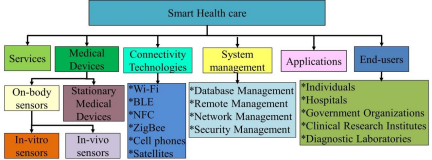 Smart Health care
Services
Medical
Devices
Connectivity
Technologies
System
management
Applications
End-users
On-body
sensors
Stationary
Medical
Devices
*Wi-Fi
*BLE
*NFC
*ZigBee
*Cell phones
*Satellites
*Database Management
*Remote Management
*Network Management
*Security Management
*Individuals
*Hospitals
*Government Organizations
*Clinical Research Institutes
*Diagnostic Laboratories
In-vitro
sensors
In-vivo
sensors